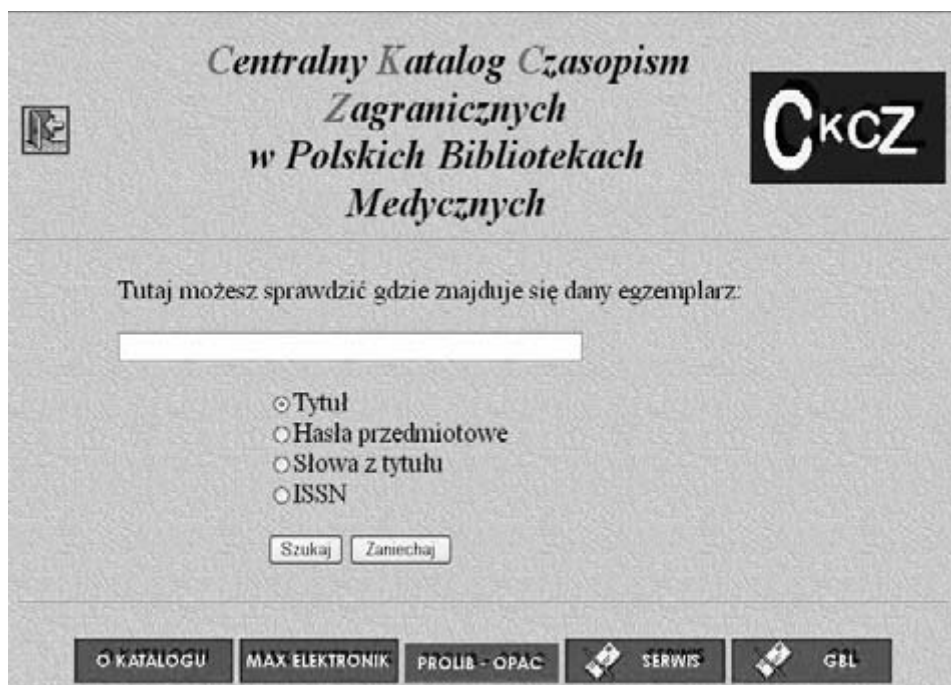 Centralny Katalog Czasopism
Zagranicznych
w Polskich Bibliotekach
Medycznych
CKCZ
Tutaj możesz sprawdzić gdzie znajduje się dany egzemplarz:
Tytuł
Hasła przedmiotowe
Słowa z tytułu
ISSN
Szukaj Zaniechaj
O KATALOGU MAX ELEKTRONIK PROLIB - OPAC SERWIS GBL